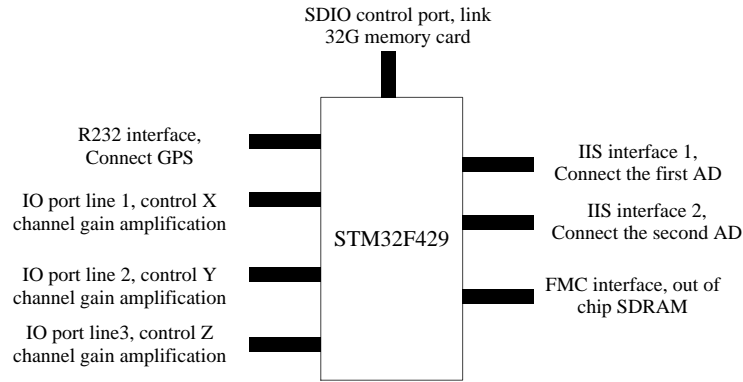 SDIO control port, link
32G memory card
R232 interface,
Connect GPS
IO port line 1, control X
channel gain amplification
IO port line 2, control Y
channel gain amplification
IO port line3, control Z
channel gain amplification
STM32F429
IIS interface 1,
Connect the first AD
IIS interface 2,
Connect the second AD
FMC interface, out of
chip SDRAM